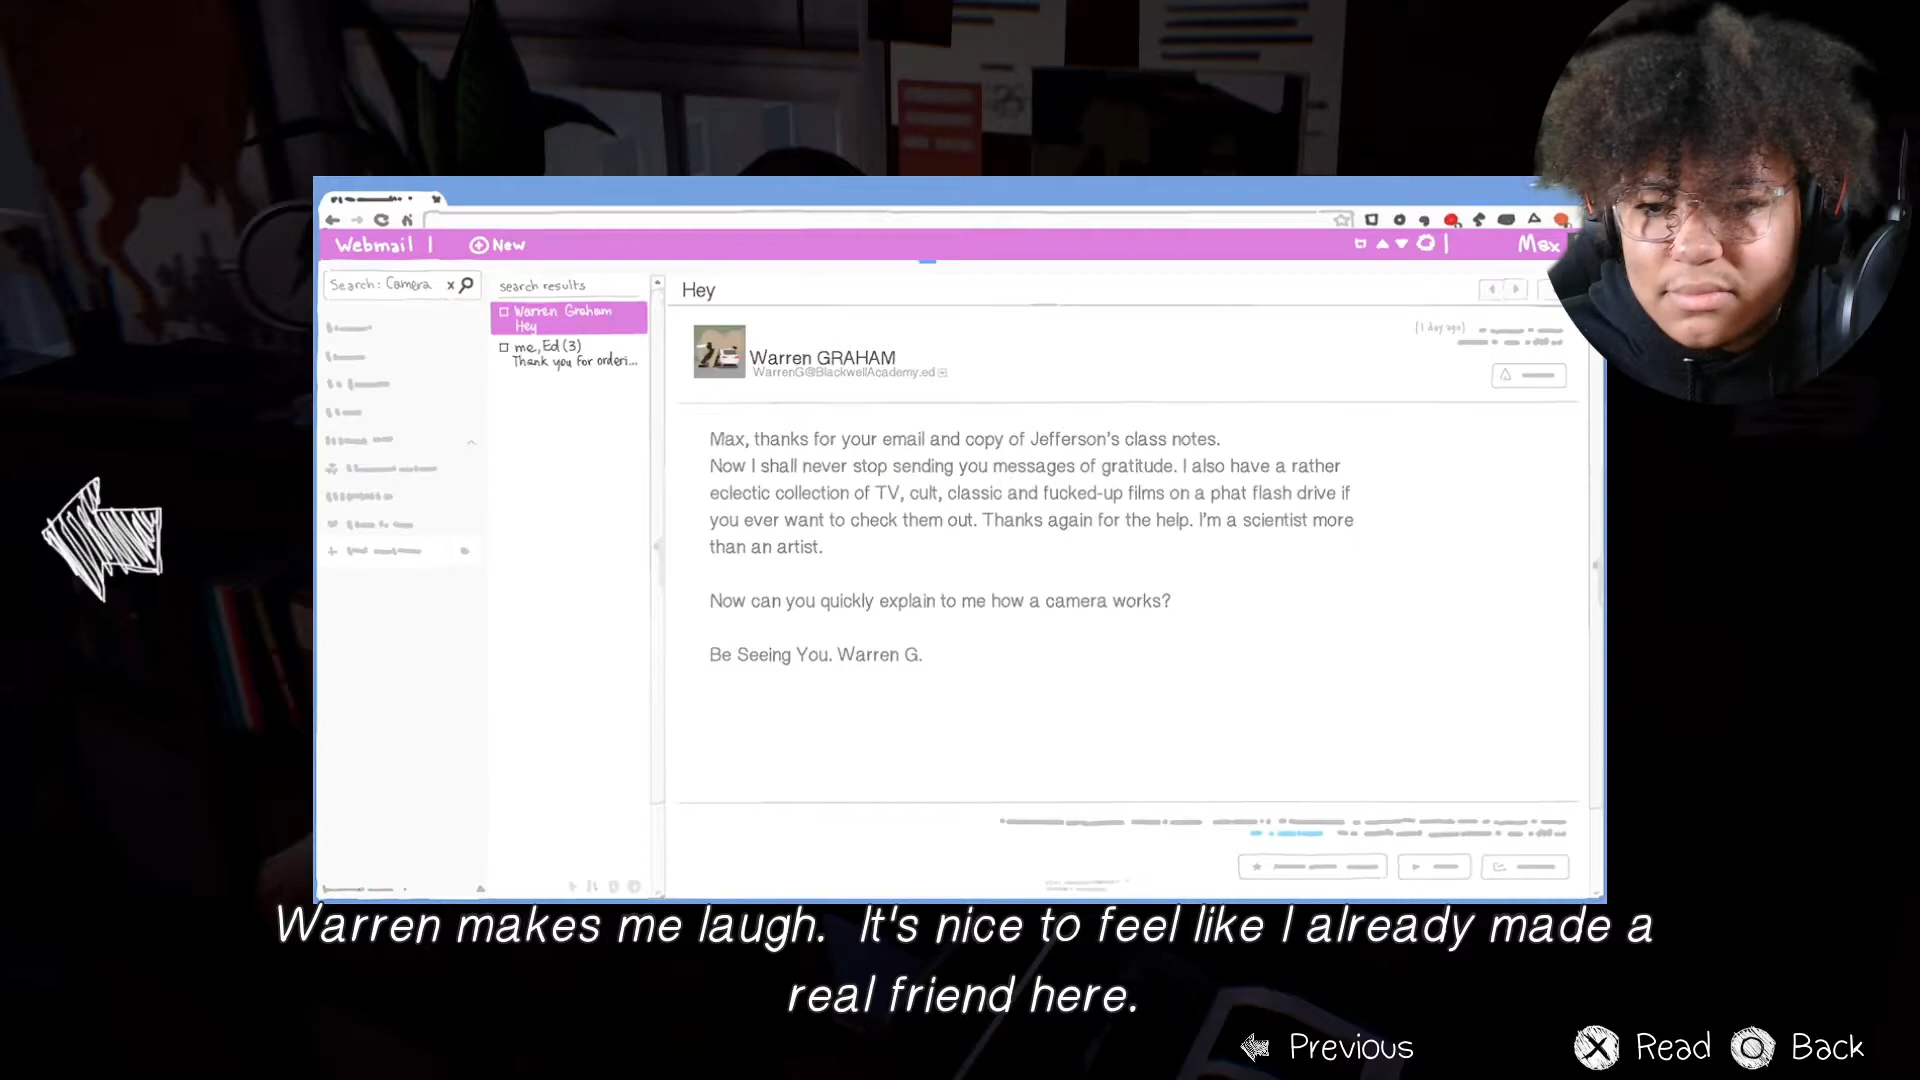 Webmail |
New
Max
Search: Camera x
search results
Hey
Warren Graham
Hey
me, Ed (3)
Thank you for orderi...
[1 day ago]
Warren GRAHAM
WarrenG@BlackwellAcademy.ed
Max, thanks for your email and copy of Jefferson's class notes.
Now I shall never stop sending you messages of gratitude. I also have a rather
eclectic collection of TV, cult, classic and fucked-up films on a phat flash drive if
you ever want to check them out. Thanks again for the help. I'm a scientist more
than an artist.
Now can you quickly explain to me how a camera works?
Be Seeing You. Warren G.
Warren makes me laugh. It's nice to feel like I already made a
real friend here.
Previous
Read
Back